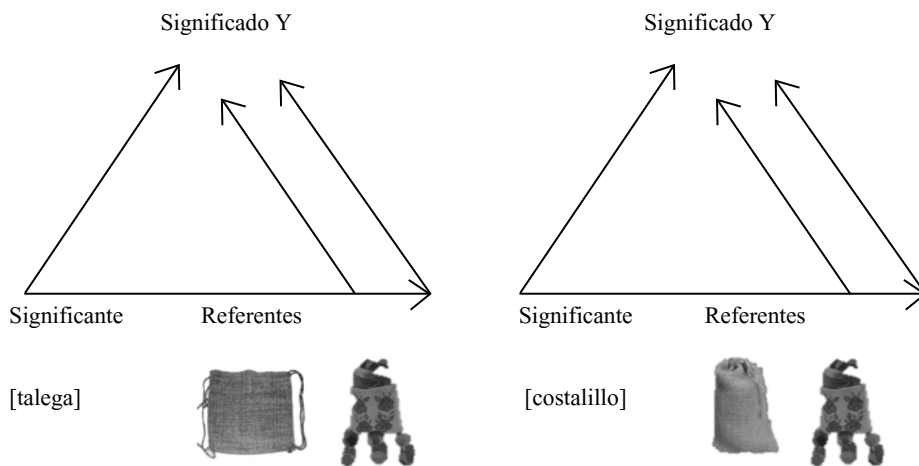 Significado Y
Significado Y
Significante
Referentes
Significante
Referentes
[talega]
[costalillo]